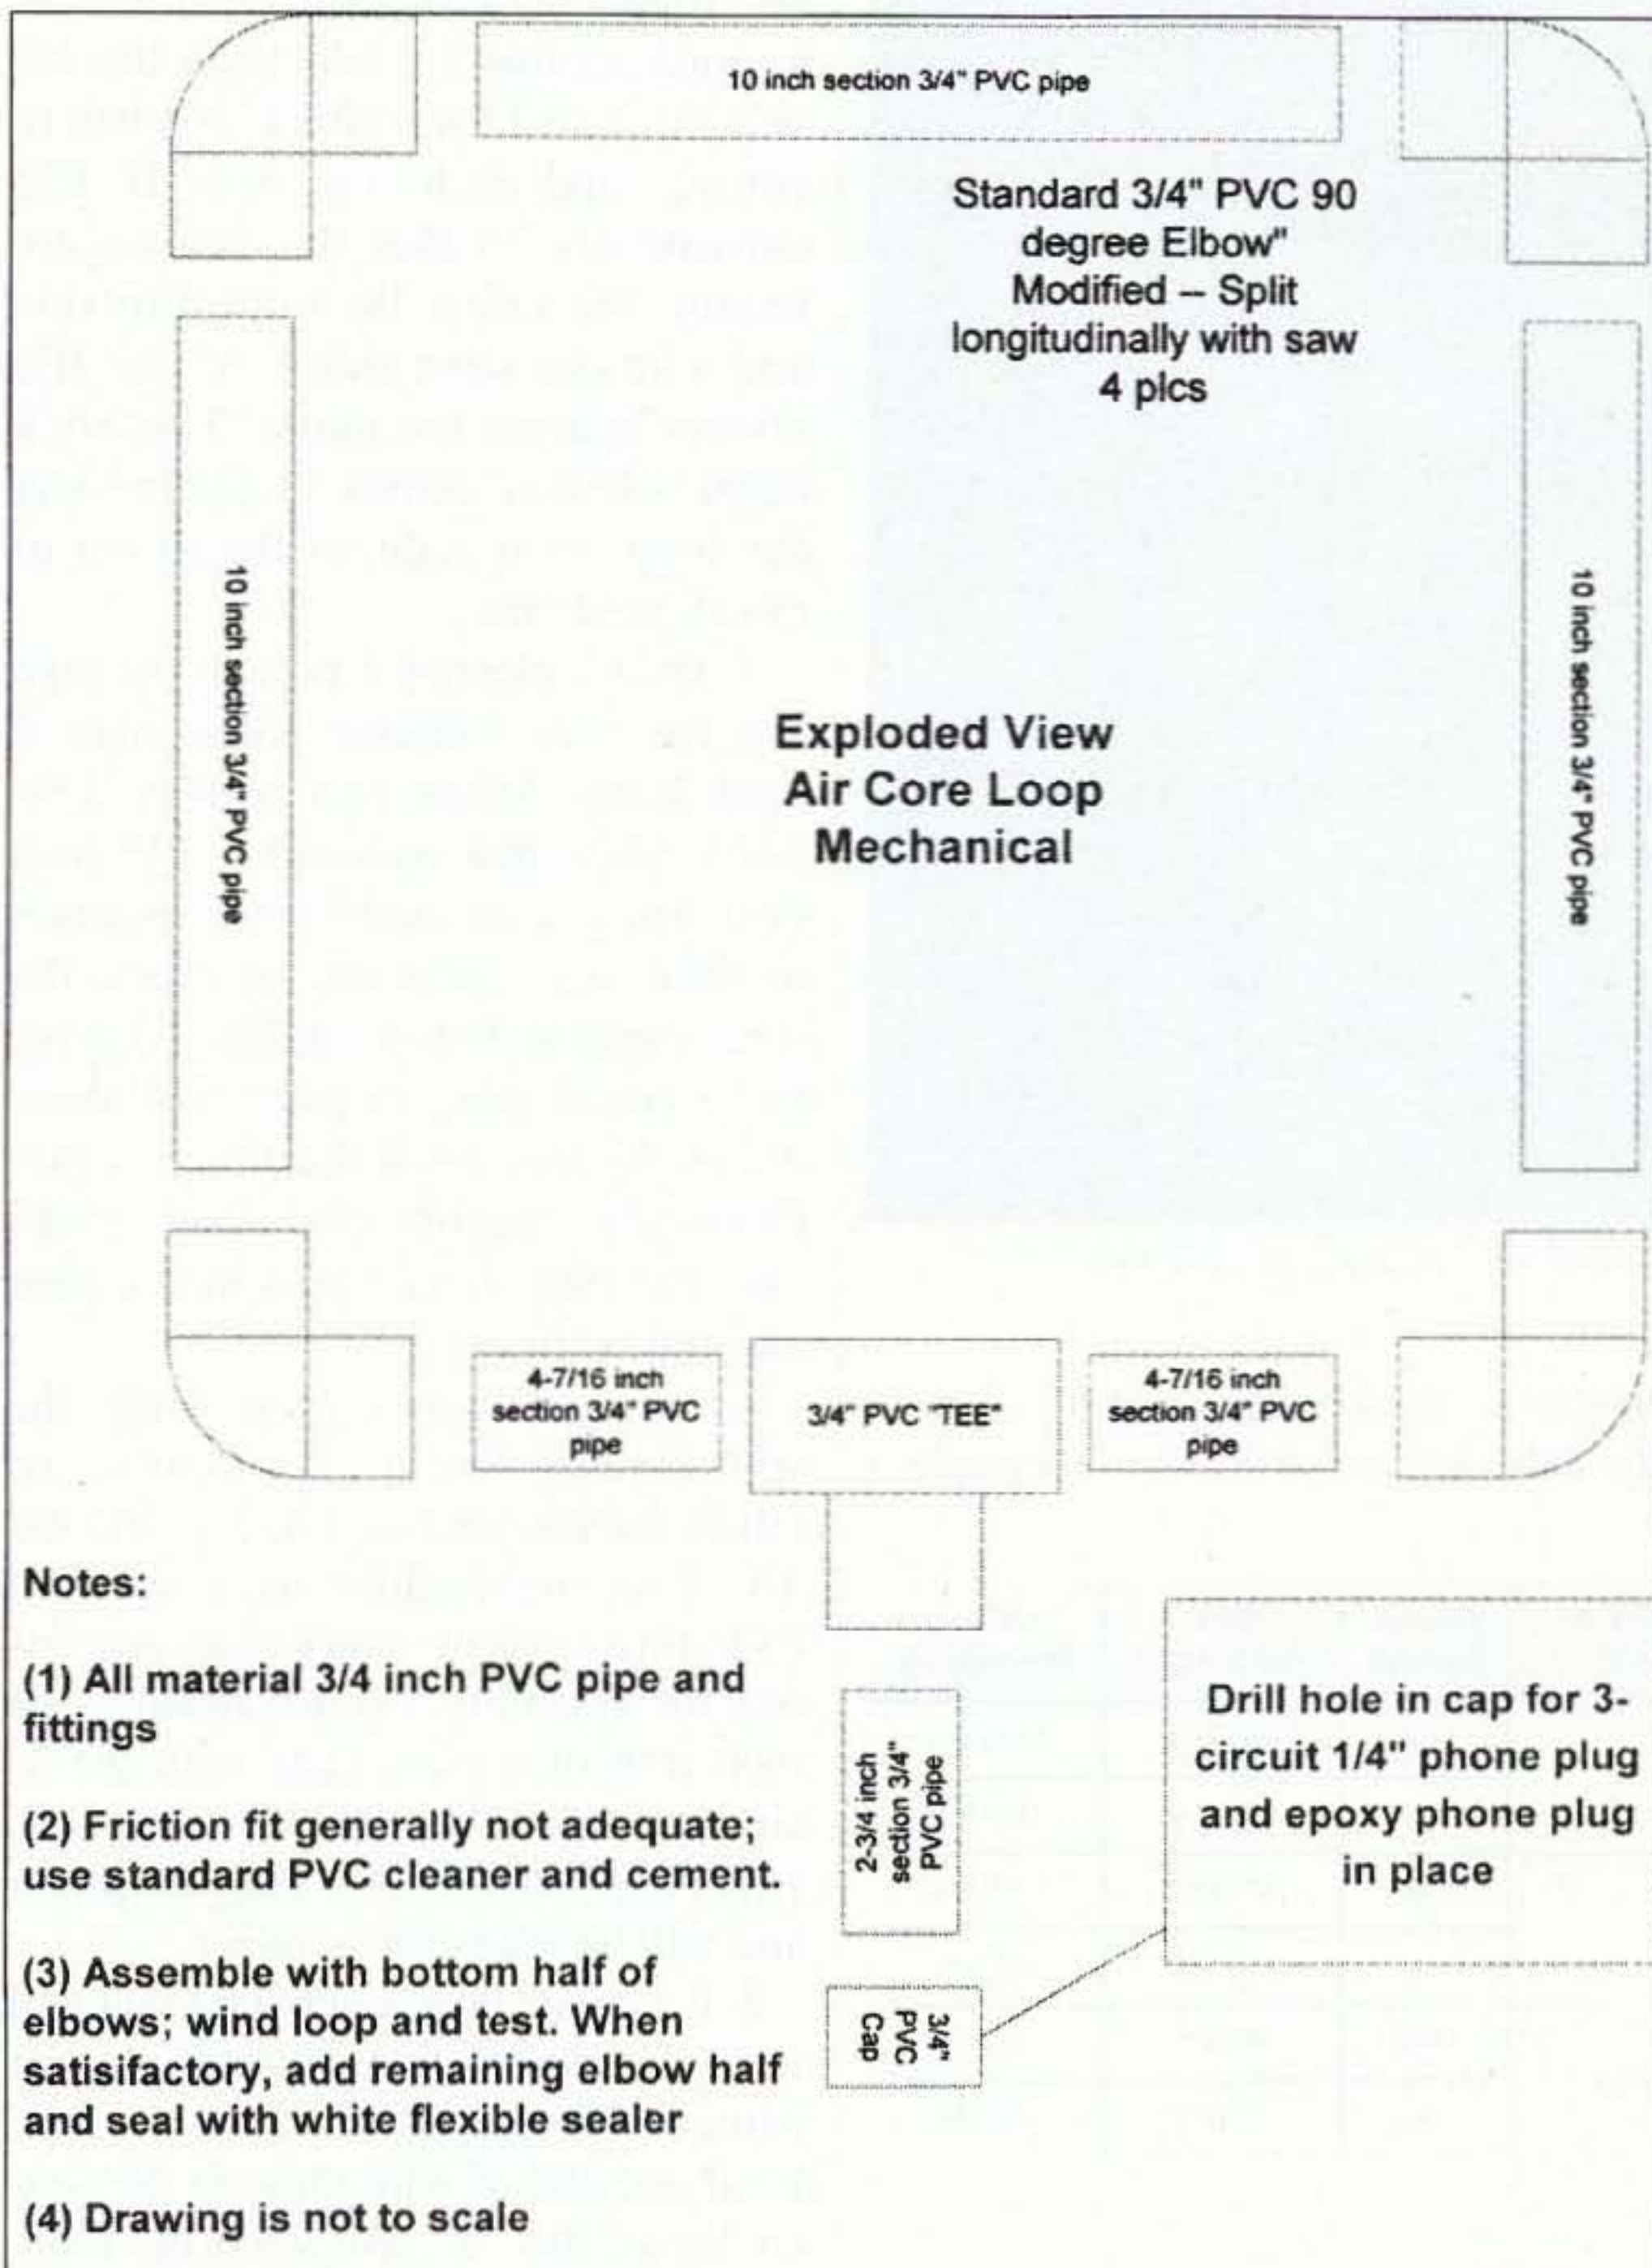 10 inch section 3/4" PVC pipe
Standard 3/4" PVC 90
degree Elbow"
Modified -- Split
longitudinally with saw
4 plcs
10 inch section 3/4" PVC pipe
10 inch section 3/4" PVC pipe
Exploded View
Air Core Loop
Mechanical
4-7/16 inch
section 3/4" PVC
pipe
3/4" PVC "TEE"
4-7/16 inch
section 3/4" PVC
pipe
Notes:
(1) All material 3/4 inch PVC pipe and
fittings
(2) Friction fit generally not adequate;
use standard PVC cleaner and cement.
(3) Assemble with bottom half of
elbows; wind loop and test. When
satisifactory, add remaining elbow half
and seal with white flexible sealer
(4) Drawing is not to scale
2-3/4 inch
section 3/4"
PVC pipe
Drill hole in cap for 3-
circuit 1/4" phone plug
and epoxy phone plug
in place
3/4"
PVC
Cap